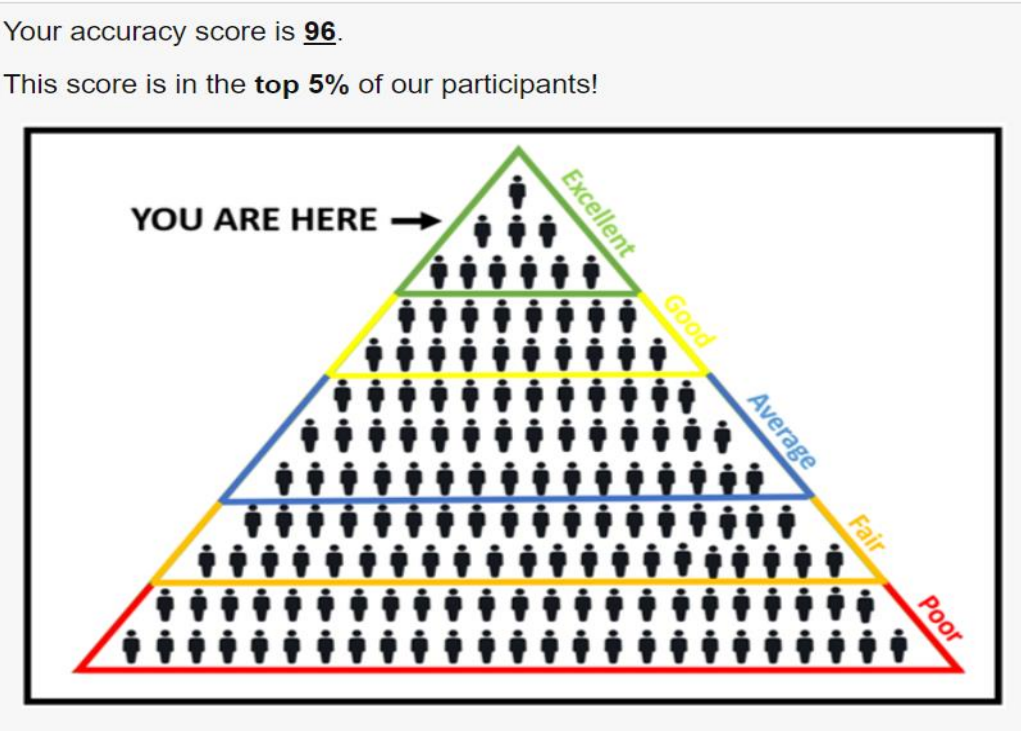 Your accuracy score is 96.
This score is in the top 5% of our participants!
Excellent
YOU ARE HERE
Good
Average
Fair
Poor